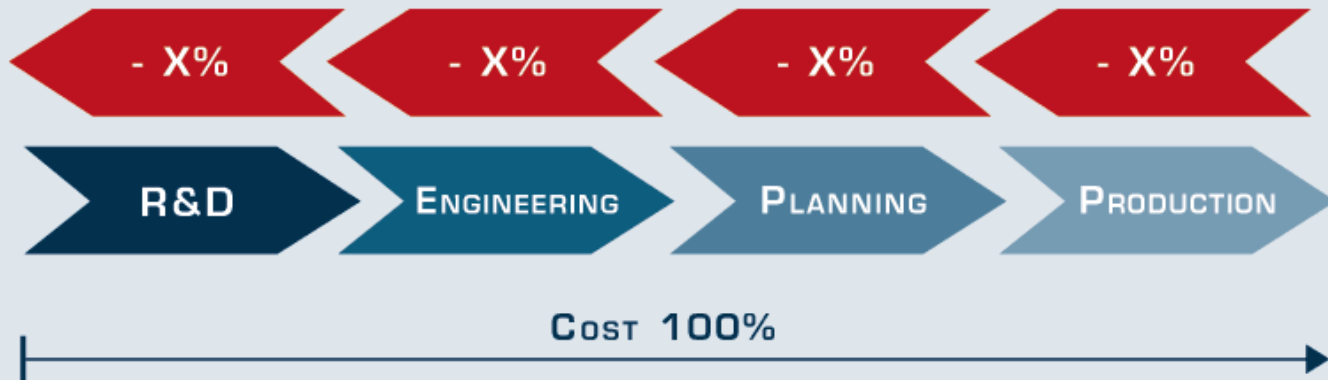 - X% - X% - X% - X%
R&D ENGINEERING PLANNING PRODUCTION
COST 100%